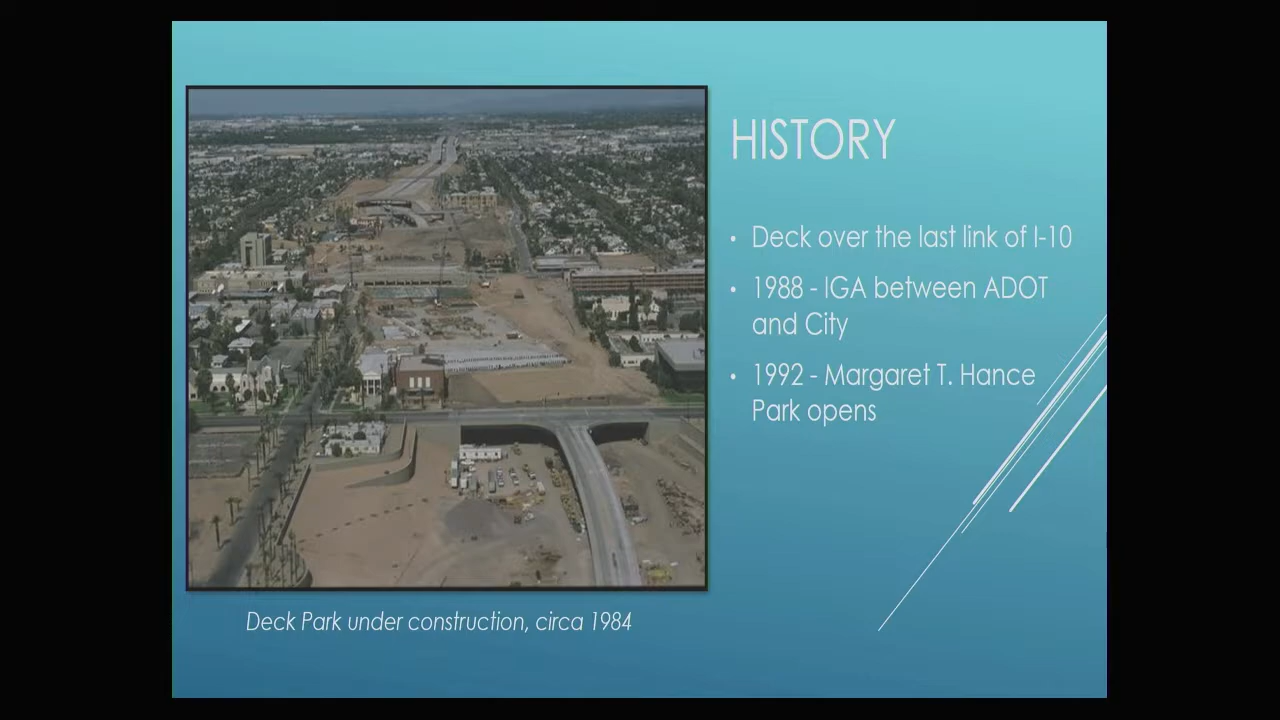 HISTORY
• Deck over the last link of I-10
• 1988 - IGA between ADOT
and City
• 1992 - Margaret T. Hance
Park opens
Deck Park under construction, circa 1984